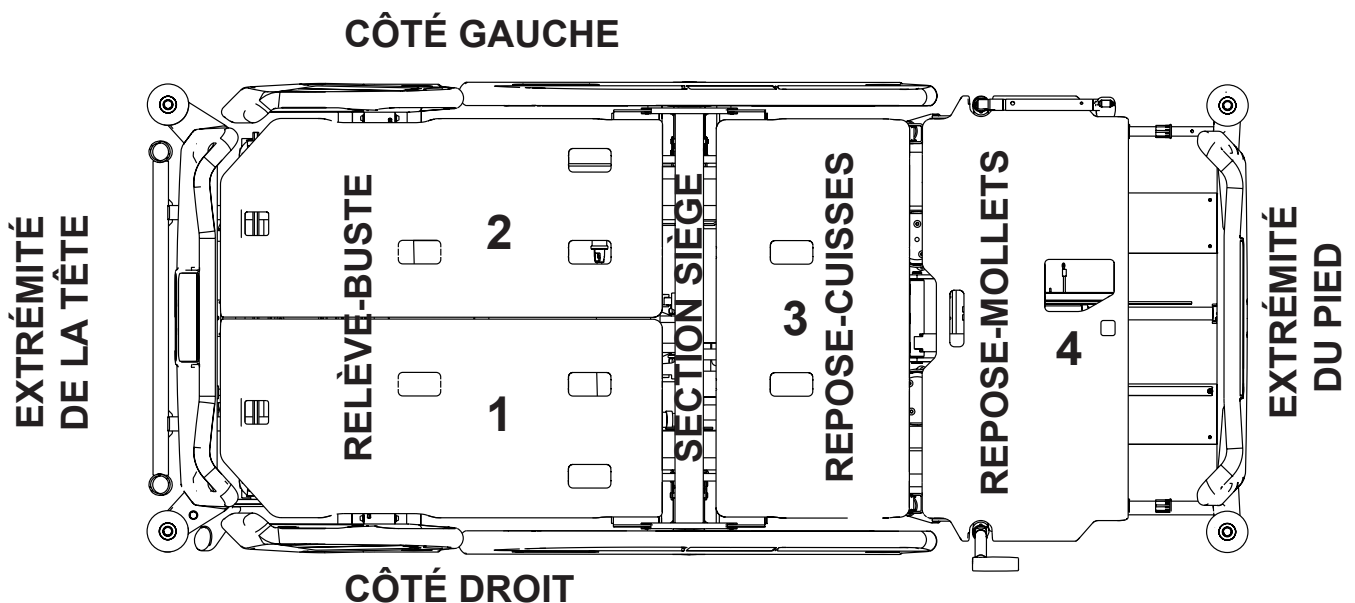 CÔTÉ GAUCHE
EXTRÉMITÉ
DE LA TÊTE
RELÈVE-BUSTE
2
1
SECTION SIÈGE
3
REPOSE-CUISSES
REPOSE-MOLLETS
4
EXTRÉMITÉ
DU PIED
CÔTÉ DROIT